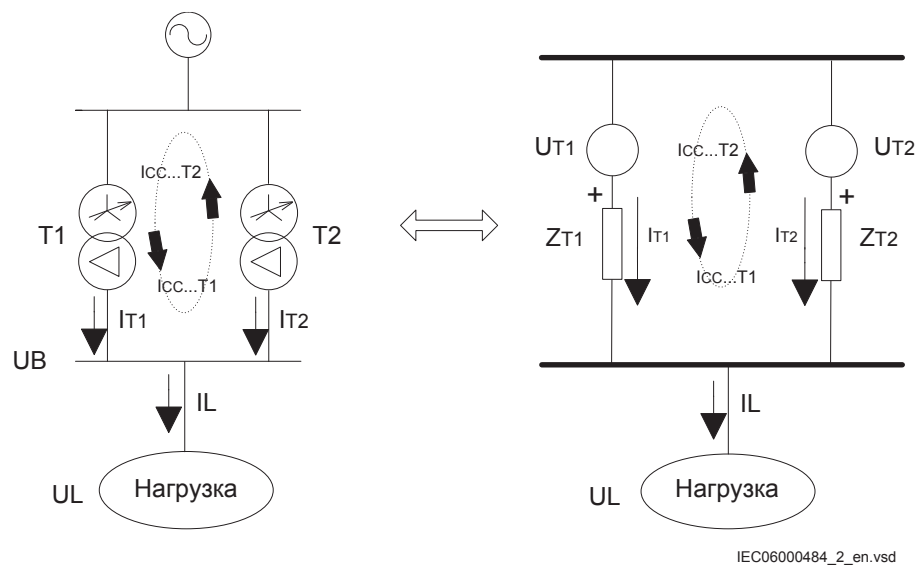 Icc...T2
T1
T2
Icc...T1
IT1
IT2
UB
IL
UL
Нагрузка
UT1
Icc...T2
UT2
+
+
ZT1
IT1
IT2
ZT2
Icc...T1
IL
UL
Нагрузка
IEC06000484_2_en.vsd